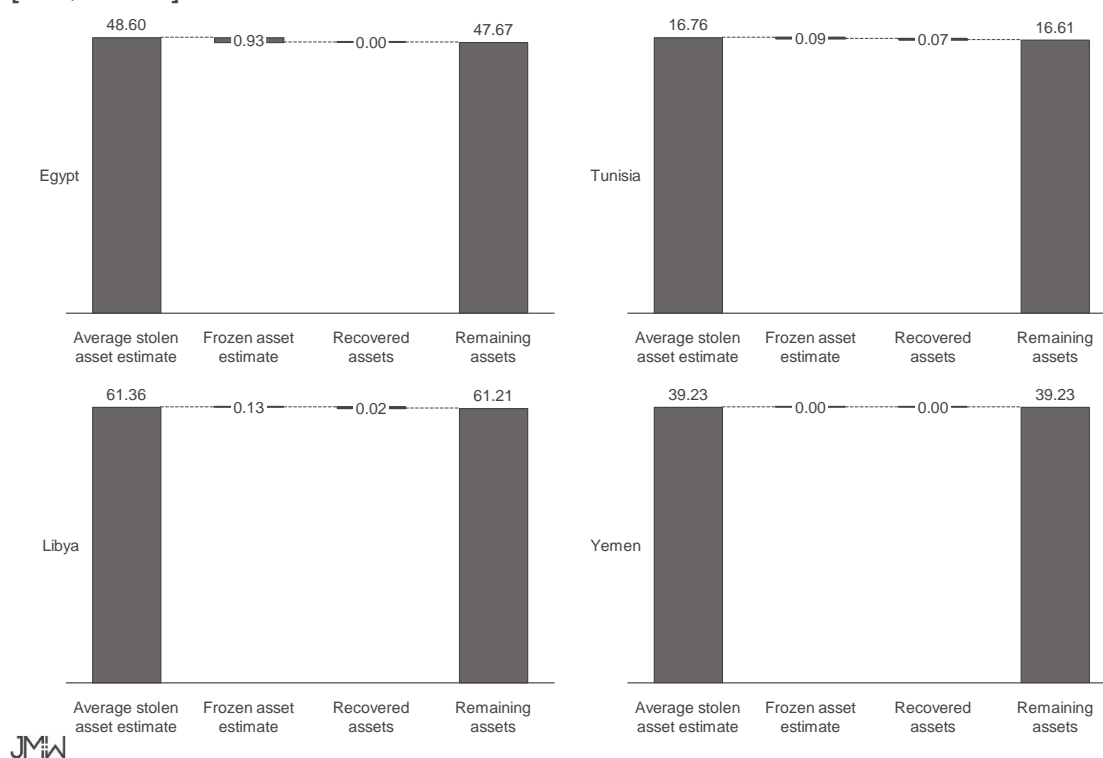 48.60
0.93
0.00
47.67
Egypt
Average stolen
asset estimate
Frozen asset
estimate
Recovered
assets
Remaining
assets
16.76
0.09
0.07
16.61
Tunisia
Average stolen
asset estimate
Frozen asset
estimate
Recovered
assets
Remaining
assets
61.36
0.13
0.02
61.21
Libya
Average stolen
asset estimate
Frozen asset
estimate
Recovered
assets
Remaining
assets
39.23
0.00
0.00
39.23
Yemen
Average stolen
asset estimate
Frozen asset
estimate
Recovered
assets
Remaining
assets